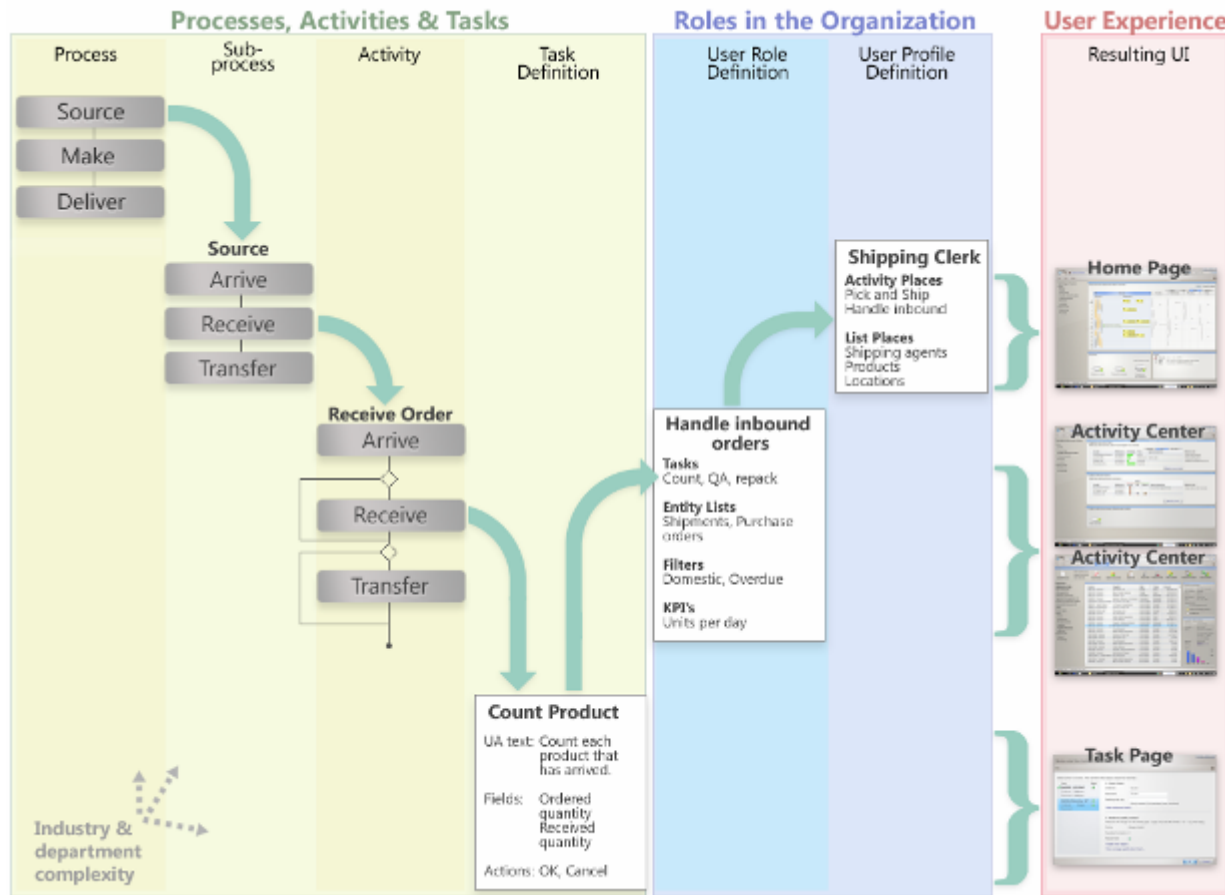 Processes, Activities & Tasks
Roles in the Organization
User Experience
Process
Sub-
process
Activity
Task
Definition
User Role
Definition
User Profile
Definition
Resulting UI
Source
Make
Deliver
Source
Arrive
Receive
Transfer
Receive Order
Arrive
Receive
Transfer
Count Product
UA text: Count each
product that
has arrived.
Fields: Ordered
quantity
Received
quantity
Actions: OK, Cancel
Handle inbound
orders
Tasks
Count, QA, repack
Entity Lists
Shipments, Purchase
orders
Filters
Domestic, Overdue
KPI's
Units per day
Shipping Clerk
Activity Places
Pick and Ship
Handle inbound
List Places
Shipping agents
Products
Locations
Home Page
Activity Center
Activity Center
Task Page
Industry &
department
complexity